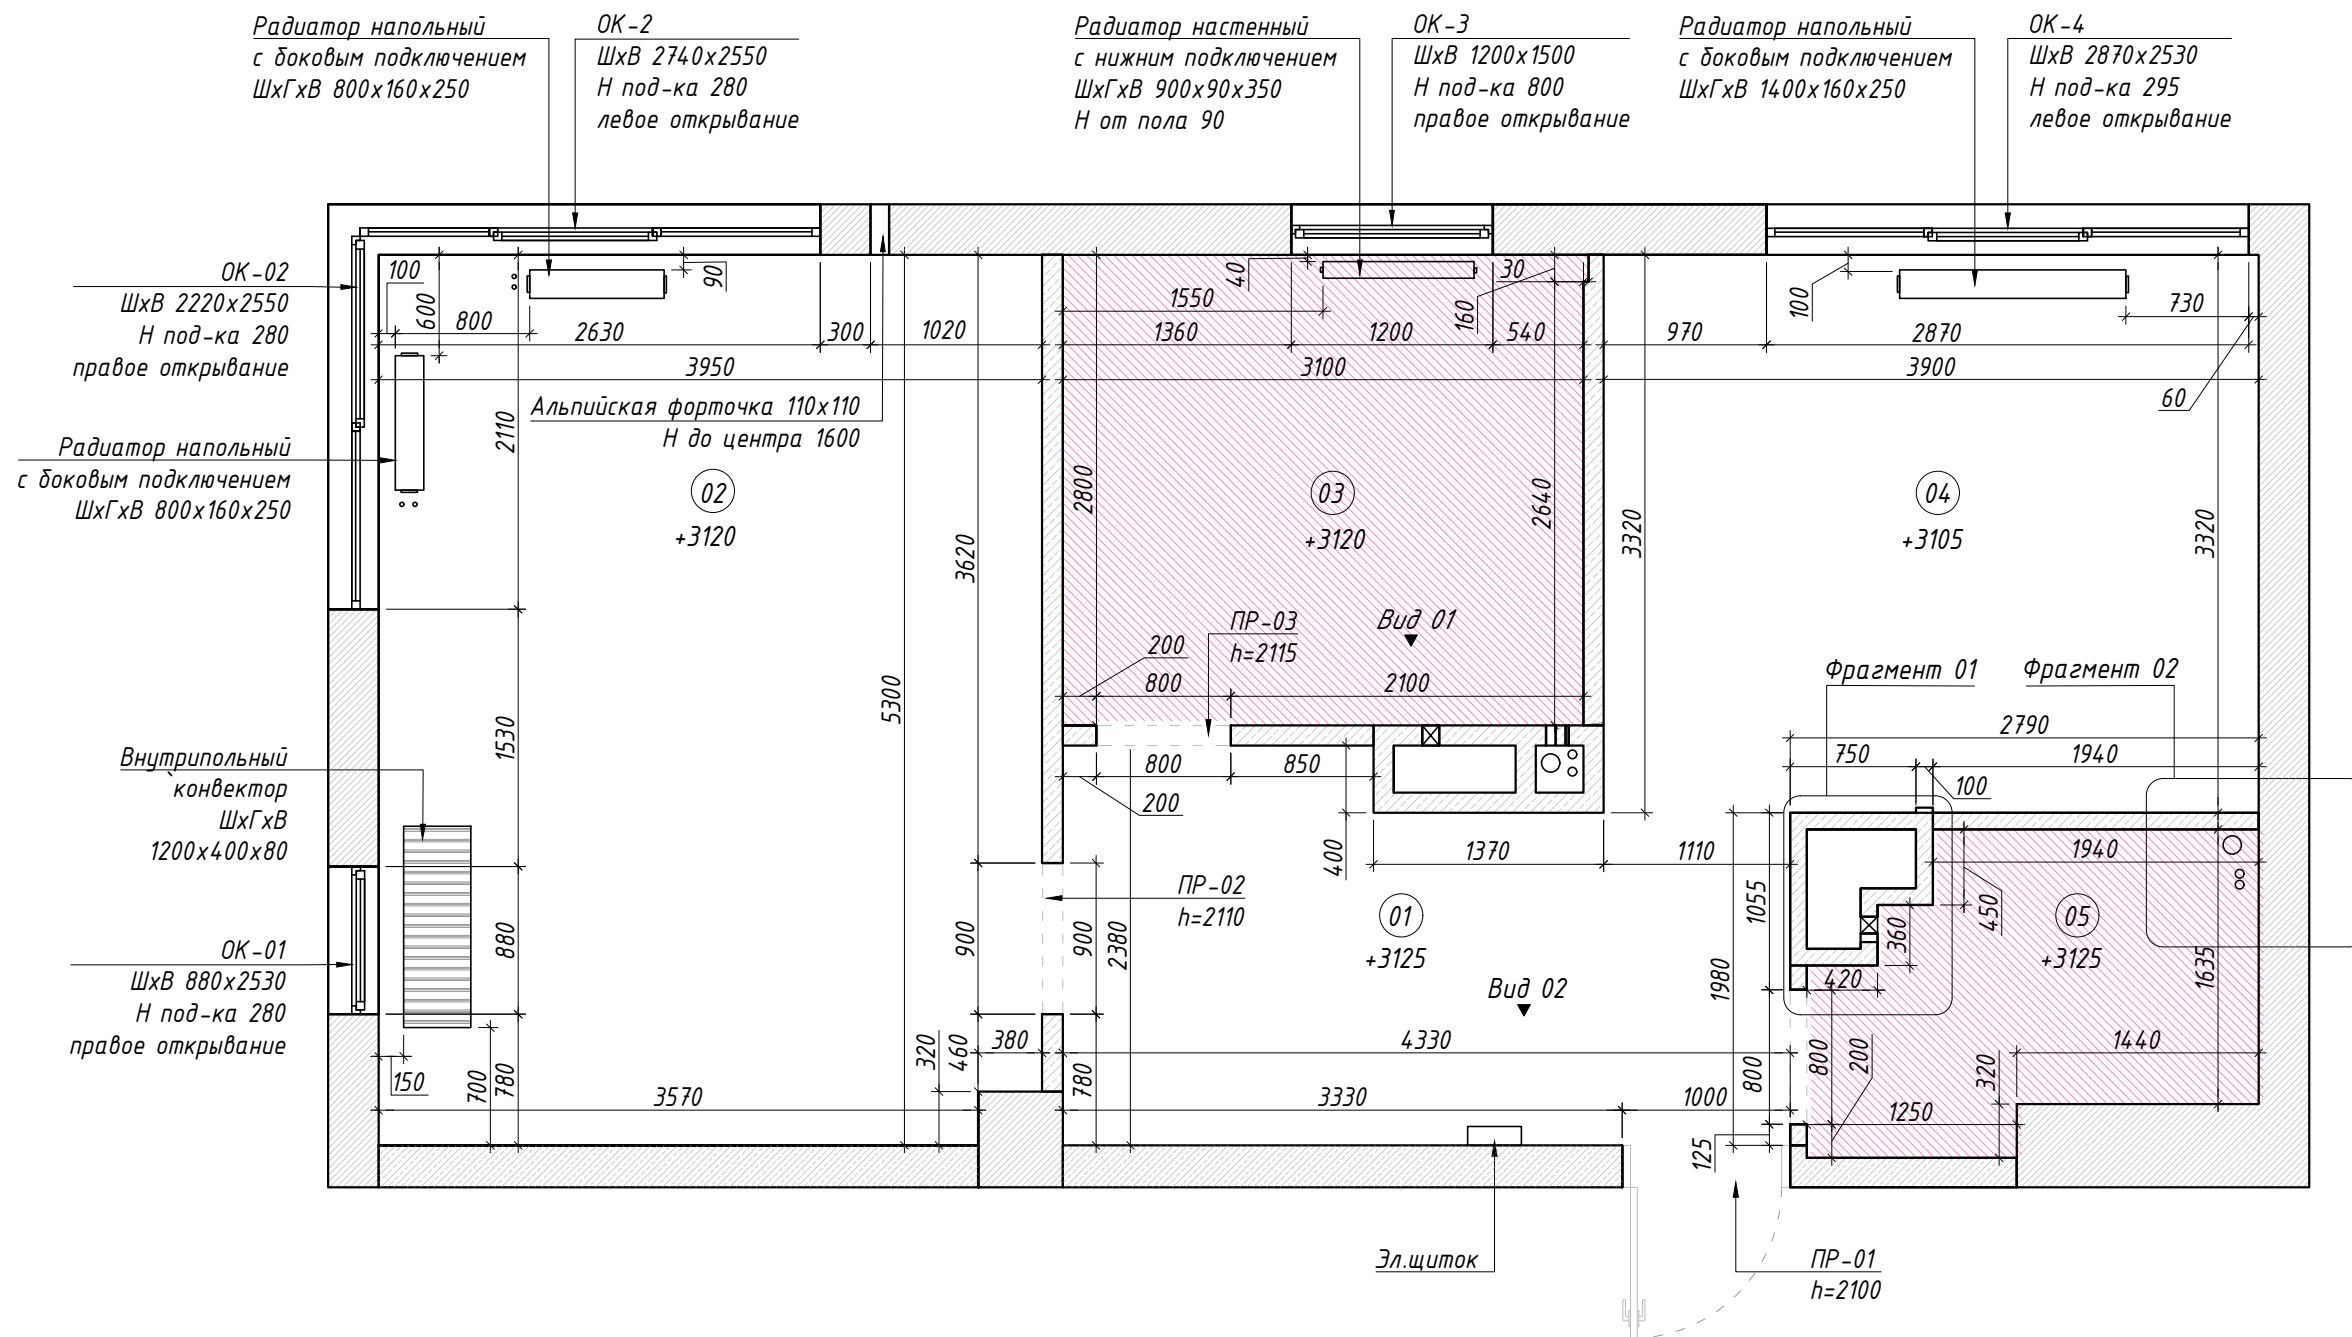 Радиатор напольный
с боковым подключением
ШхГхВ 800х160х250
ОК-2
ШхВ 2740х2550
Н под-ка 280
левое открывание
Радиатор настенный
с нижним подключением
ШхГхВ 900х90х350
Н от пола 90
ОК-3
ШхВ 1200х1500
Н под-ка 800
правое открывание
Радиатор напольный
с боковым подключением
ШхГхВ 1400х160х250
ОК-4
ШхВ 2870х2530
Н под-ка 295
левое открывание
ОК-02
ШхВ 2220х2550
Н под-ка 280
правое открывание
Радиатор напольный
с боковым подключением
ШхГхВ 800х160х250
Внутрипольный
`конвектор
ШхГхВ
1200х400х80
ОК-01
ШхВ 880х2530
Н под-ка 280
правое открывание
100
600
800
90
2630
300
1020
3950
Альпийская форточка 110х110
Н до центра 1600
2110
02
+3120
3620
5300
1530
880
900
150
700
780
320
460
380
3570
40
30
160
1550
1360
1200
540
3100
2800
2640
03
+3120
Вид 01
ПР-03
h=2115
200
800
2100
800
850
200
400
1370
1110
100
730
970
2870
3900
60
3320
3320
04
+3105
Фрагмент 01
Фрагмент 02
2790
750
1940
100
1940
1055
450
360
05
+3125
1635
420
1980
800
800
200
320
1440
1250
125
ПР-02
h=2110
900
2380
01
+3125
Вид 02
4330
780
3330
1000
Эл.щиток
ПР-01
h=2100